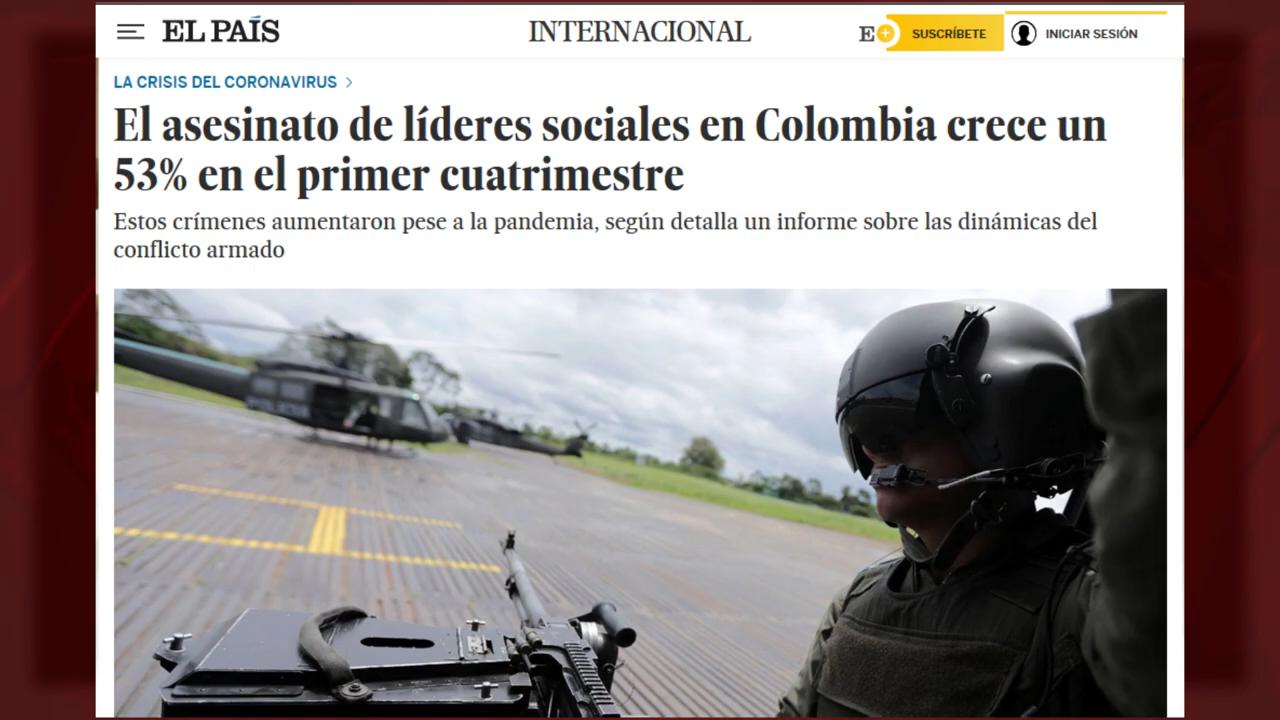 EL PAÍS
INTERNACIONAL
E+ SUSCRÍBETE
INICIAR SESIÓN
LA CRISIS DEL CORONAVIRUS
El asesinato de líderes sociales en Colombia crece un
53% en el primer cuatrimestre
Estos crímenes aumentaron pese a la pandemia, según detalla un informe sobre las dinámicas del
conflicto armado